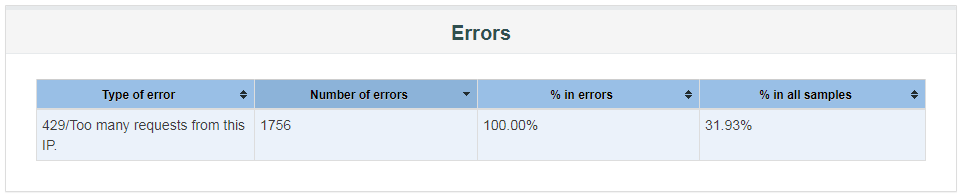 Errors
Type of error Number of errors % in errors % in all samples
429/Too many requests from this 1756 100.00% 31.93%
IP.